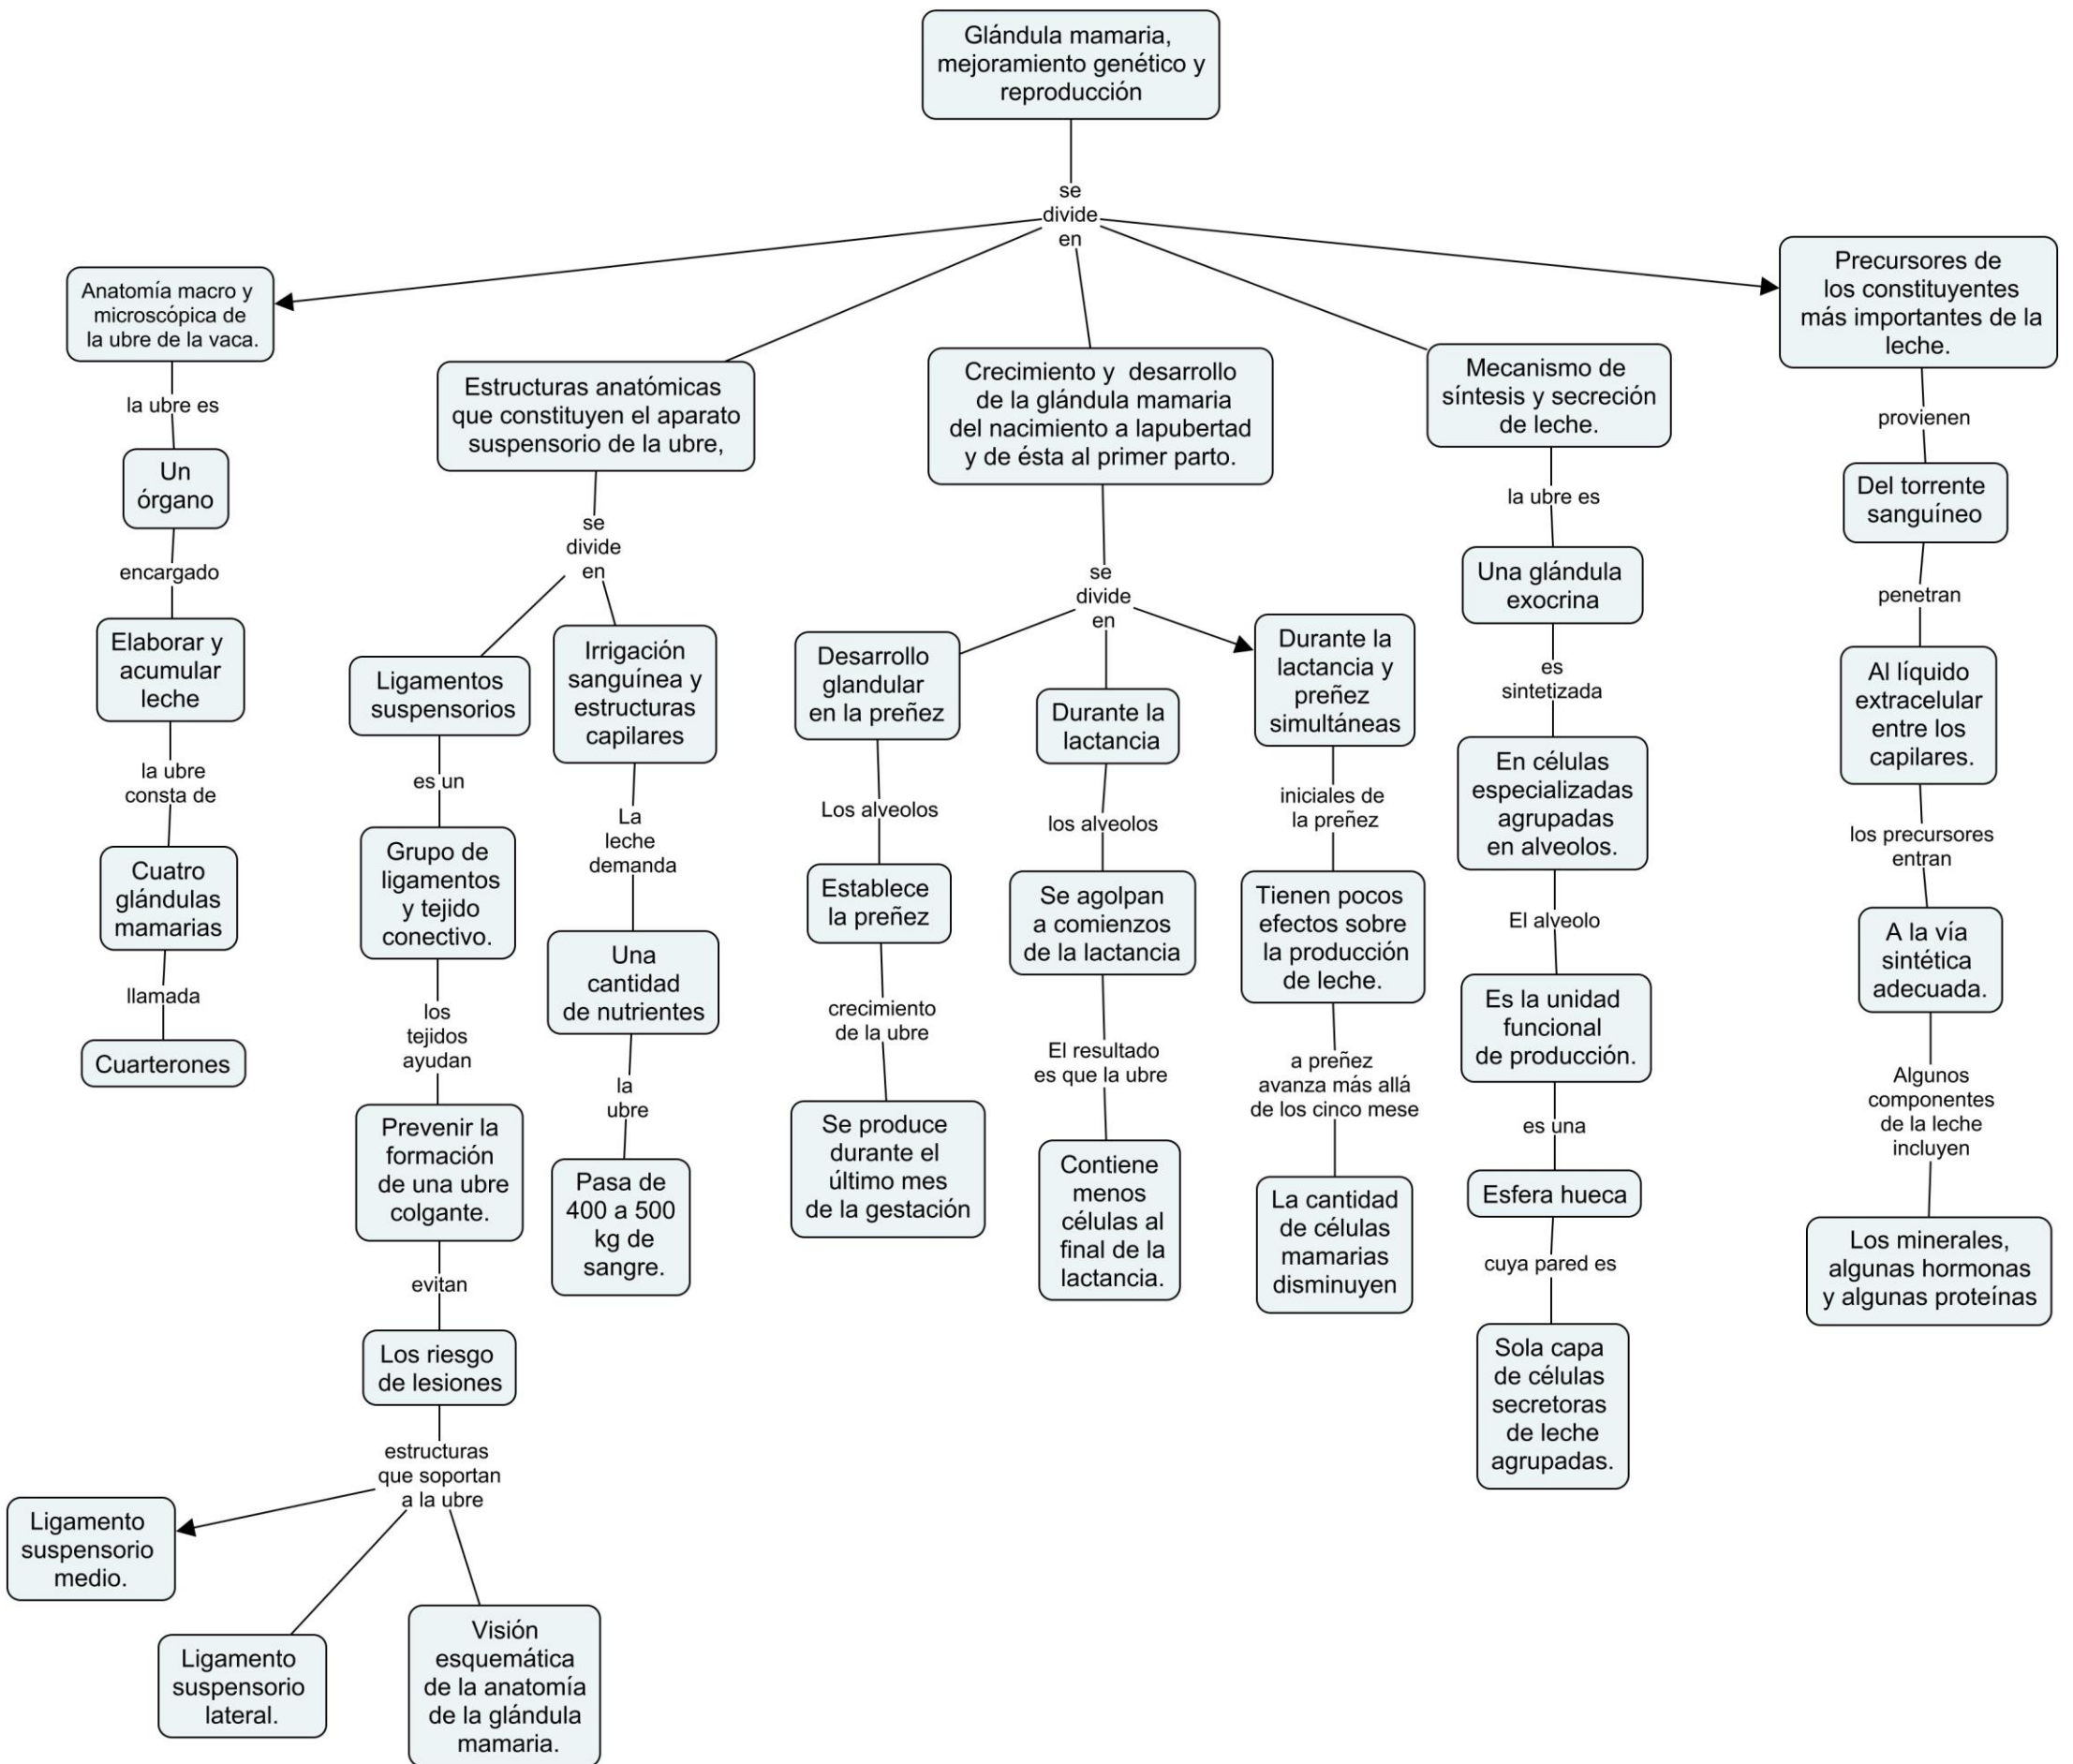 Glándula mamaria,
mejoramiento genético y
reproducción
se
divide
en
Anatomía macro y
microscópica de
la ubre de la vaca.
la ubre es
Un
órgano
encargado
Elaborar y
acumular
leche
la ubre
consta de
Cuatro
glándulas
mamarias
llamada
Cuarterones
Estructuras anatómicas
que constituyen el aparato
suspensorio de la ubre,
se
divide
en
Ligamentos
suspensorios
es un
Grupo de
ligamentos
y tejido
conectivo.
los
tejidos
ayudan
Prevenir la
formación
de una ubre
colgante.
evitan
Los riesgo
de lesiones
estructuras
que soportan
a la ubre
Ligamento
suspensorio
medio.
Ligamento
suspensorio
lateral.
Visión
esquemática
de la anatomía
de la glándula
mamaria.
Irrigación
sanguínea y
estructuras
capilares
La
leche
demanda
Una
cantidad
de nutrientes
la
ubre
Pasa de
400 a 500
kg de
sangre.
Crecimiento y desarrollo
de la glándula mamaria
del nacimiento a lapubertad
y de ésta al primer parto.
se
divide
en
Desarrollo
glandular
en la preñez
Los alveolos
Establece
la preñez
crecimiento
de la ubre
Se produce
durante el
último mes
de la gestación
Durante la
lactancia
los alveolos
Se agolpan
a comienzos
de la lactancia
El resultado
es que la ubre
Contiene
menos
células al
final de la
lactancia.
Durante la
lactancia y
preñez
simultáneas
iniciales de
la preñez
Tienen pocos
efectos sobre
la producción
de leche.
a preñez
avanza más allá
de los cinco mese
La cantidad
de células
mamarias
disminuyen
Mecanismo de
síntesis y secreción
de leche.
la ubre es
Una glándula
exocrina
es
sintetizada
En células
especializadas
agrupadas
en alveolos.
El alveolo
Es la unidad
funcional
de producción.
es una
Esfera hueca
cuya pared es
Sola capa
de células
secretoras
de leche
agrupadas.
Precursores de
los constituyentes
más importantes de la
leche.
provienen
Del torrente
sanguíneo
penetran
Al líquido
extracelular
entre los
capilares.
los precursores
entran
A la vía
sintética
adecuada.
Algunos
componentes
de la leche
incluyen
Los minerales,
algunas hormonas
y algunas proteínas